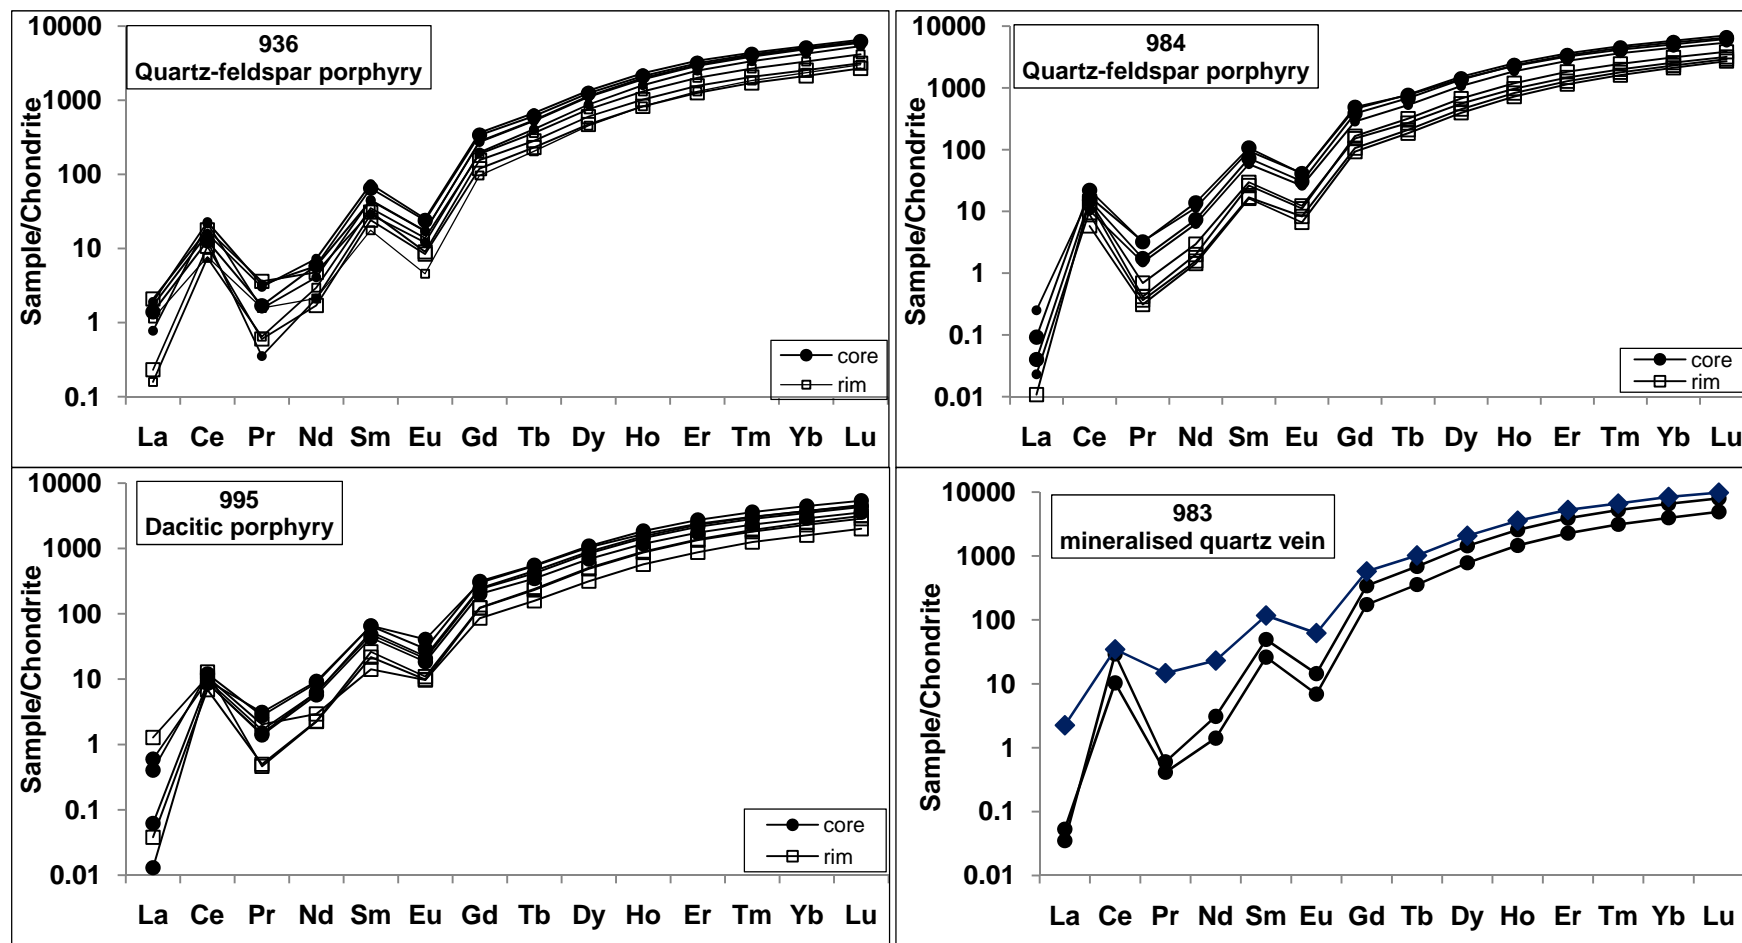 936
Quartz-feldspar porphyry
Sample/Chondrite
10000
1000
100
10
1
0.1
core
rim
La Ce Pr Nd Sm Eu Gd Tb Dy Ho Er Tm Yb Lu
984
Quartz-feldspar porphyry
Sample/Chondrite
10000
1000
100
10
1
0.1
0.01
core
rim
La Ce Pr Nd Sm Eu Gd Tb Dy Ho Er Tm Yb Lu
995
Dacitic porphyry
Sample/Chondrite
10000
1000
100
10
1
0.1
0.01
core
rim
La Ce Pr Nd Sm Eu Gd Tb Dy Ho Er Tm Yb Lu
983
mineralised quartz vein
Sample/Chondrite
10000
1000
100
10
1
0.1
0.01
La Ce Pr Nd Sm Eu Gd Tb Dy Ho Er Tm Yb Lu